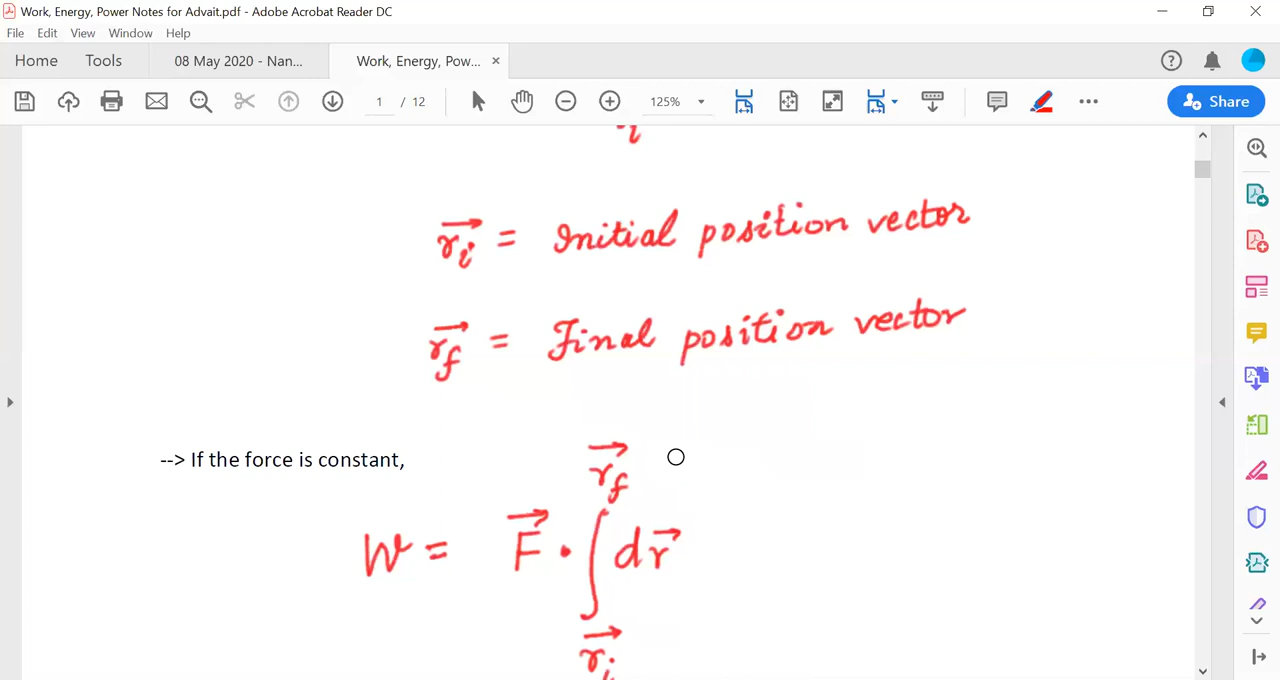 Work, Energy, Power Notes for Advait.pdf - Adobe Acrobat Reader DC
File Edit View Window Help
Home Tools 08 May 2020 - Nan... Work, Energy, Pow... ×
1 / 12 125% Share
i
r⃗i = Initial position vector
r⃗f = Final position vector
--> If the force is constant,
r⃗f
W = F⃗ · ∫ dr⃗
r⃗i